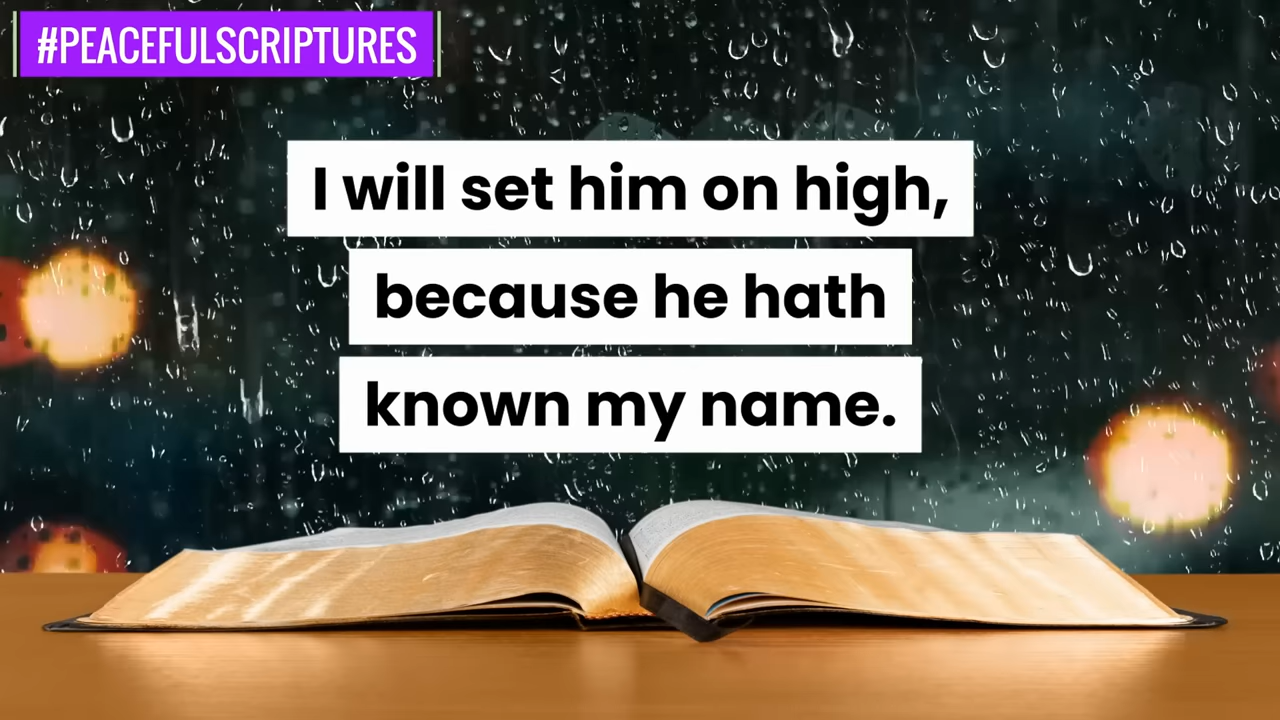 #PEACEFULSCRIPTURES
I will set him on high,
because he hath
known my name.